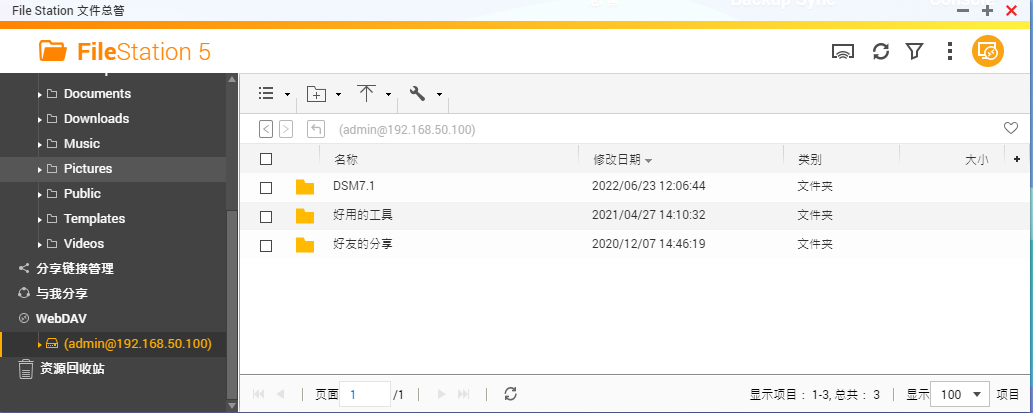 File Station 文件总管
Backup Sync
FileStation 5
Documents
Downloads
Music
Pictures
Public
Templates
Videos
分享链接管理
与我分享
WebDAV
(admin@192.168.50.100)
资源回收站
(admin@192.168.50.100)
名称 修改日期 类别 大小
DSM7.1 2022/06/23 12:06:44 文件夹
好用的工具 2021/04/27 14:10:32 文件夹
好友的分享 2020/12/07 14:46:19 文件夹
页面 1 /1 显示项目： 1-3, 总共： 3 显示 100 项目